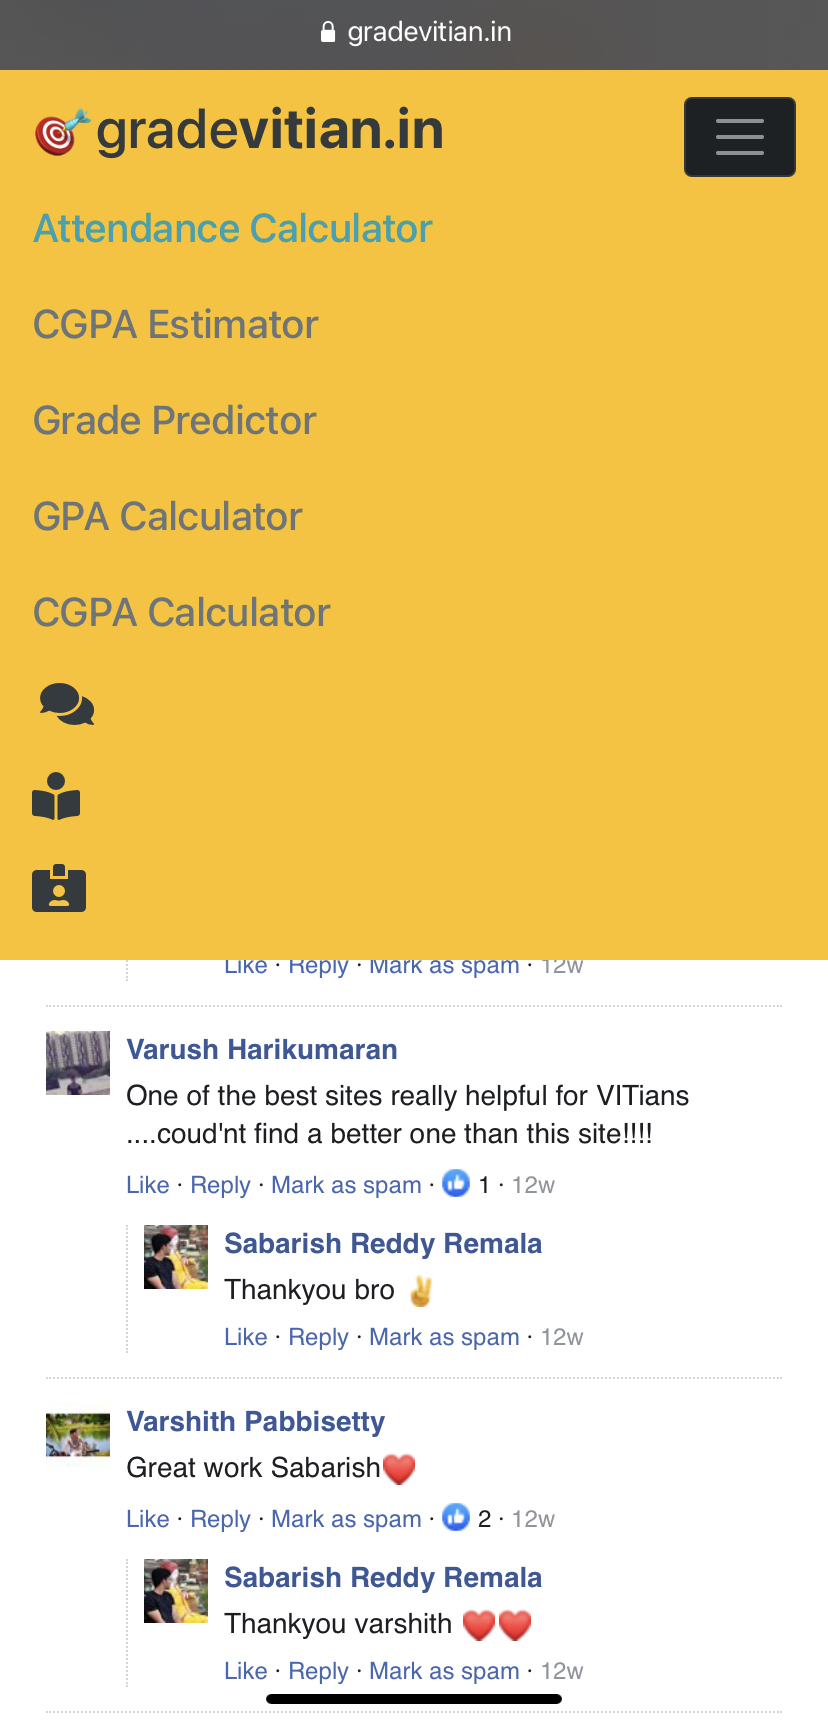 gradevitian.in
gradevitian.in
Attendance Calculator
CGPA Estimator
Grade Predictor
GPA Calculator
CGPA Calculator
Like · Reply · Mark as spam · 12w
Varush Harikumaran
One of the best sites really helpful for VITians
....coud'nt find a better one than this site!!!!
Like · Reply · Mark as spam · 1 · 12w
Sabarish Reddy Remala
Thankyou bro ✌️
Like · Reply · Mark as spam · 12w
Varshith Pabbisetty
Great work Sabarish❤️
Like · Reply · Mark as spam · 2 · 12w
Sabarish Reddy Remala
Thankyou varshith ❤️❤️
Like · Reply · Mark as spam · 12w